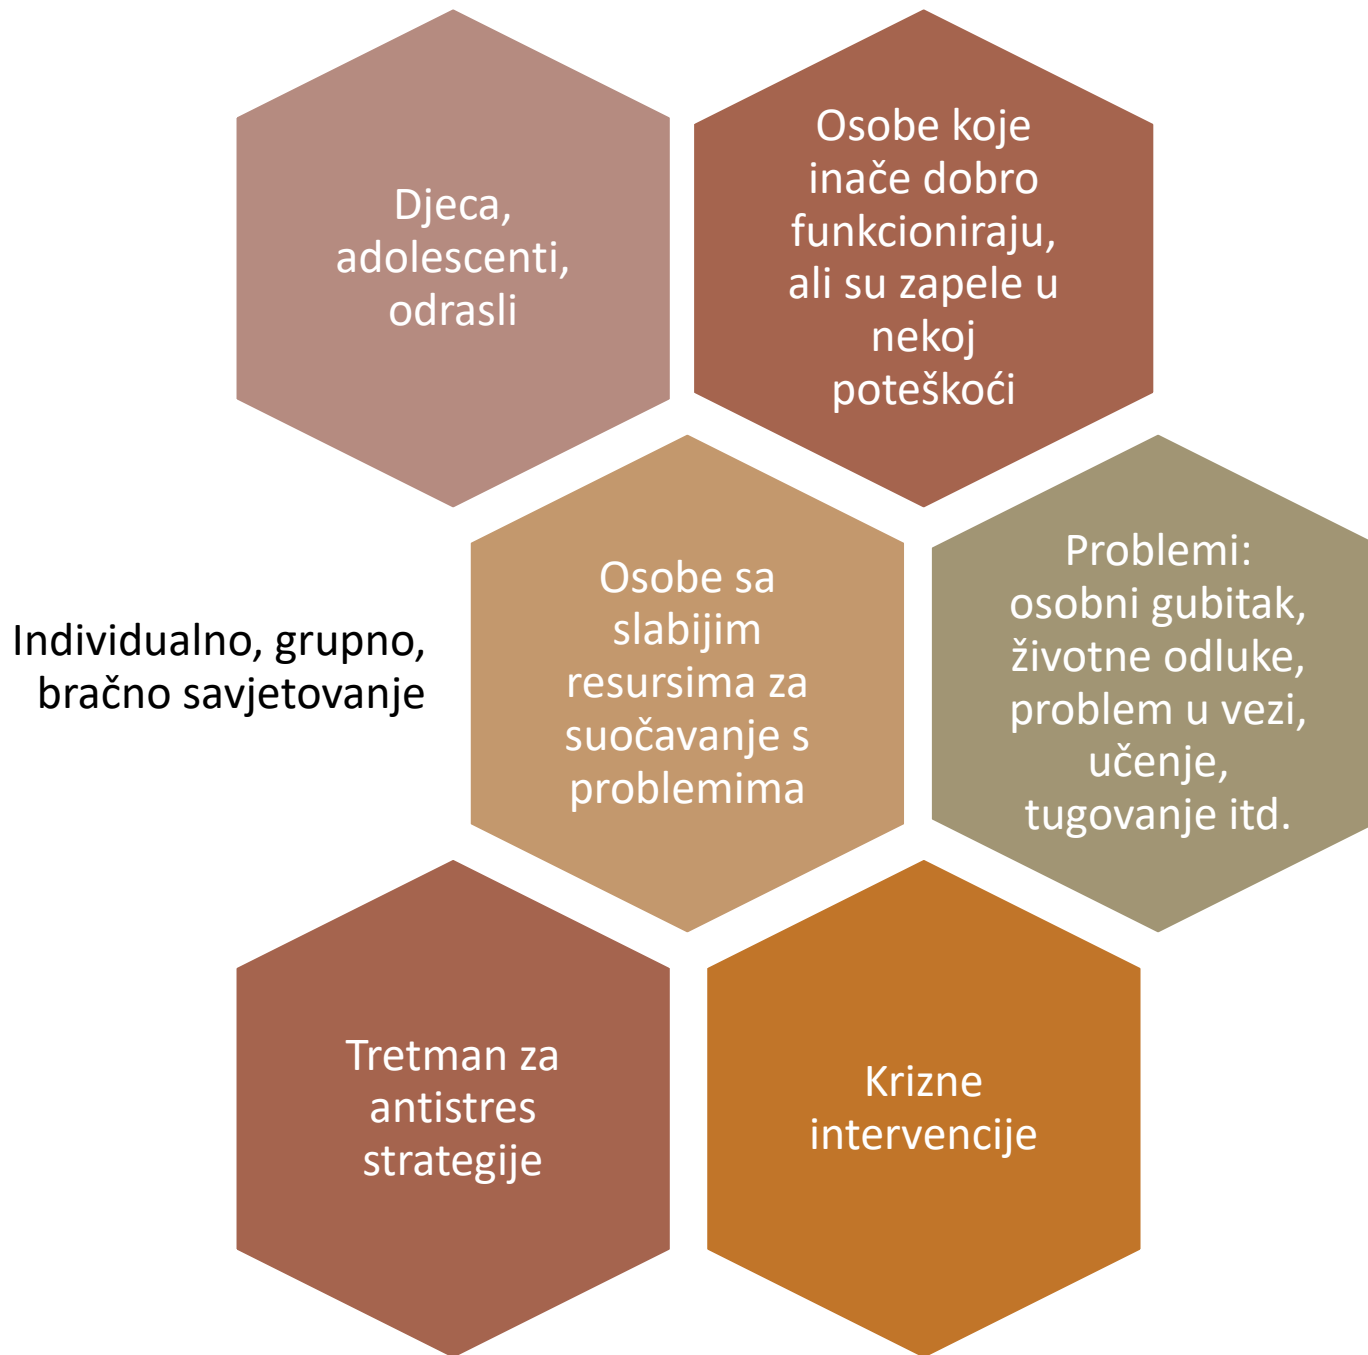 Djeca,
adolescenti,
odrasli
Osobe koje
inače dobro
funkcioniraju,
ali su zapele u
nekoj
poteškoći
Individualno, grupno,
bračno savjetovanje
Osobe sa
slabijim
resursima za
suočavanje s
problemima
Problemi:
osobni gubitak,
životne odluke,
problem u vezi,
učenje,
tugovanje itd.
Tretman za
antistres
strategije
Krizne
intervencije